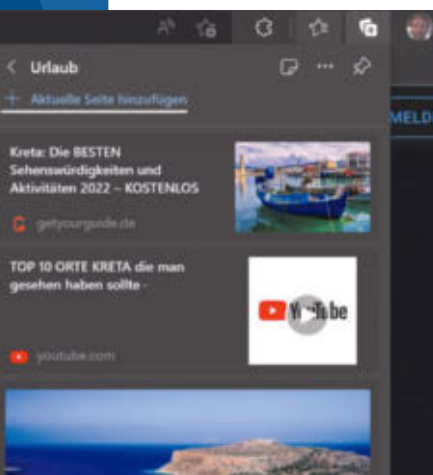 Urlaub
+ Aktuelle Seite hinzufügen
MELD
Kreta: Die BESTEN
Sehenswürdigkeiten und
Aktivitäten 2022 – KOSTENLOS
getyourguide.de
TOP 10 ORTE KRETA die man
gesehen haben sollte -
YouTube
youtube.com